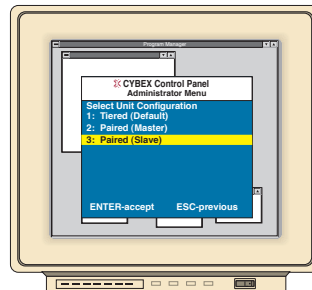 Program Manager
CYBEX Control Panel
Administrator Menu
Select Unit Configuration
1: Tiered (Default)
2: Paired (Master)
3: Paired (Slave)
ENTER-accept ESC-previous